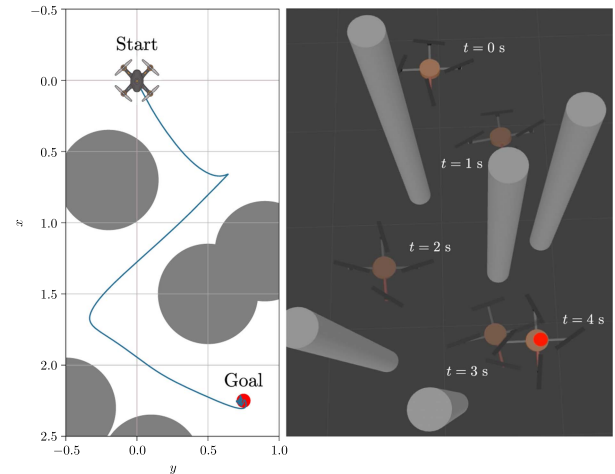 −0.5
Start
0.0
0.5
1.0
x
1.5
2.0
Goal
2.5
−0.5
0.0
0.5
1.0
y
t = 0 s
t = 1 s
t = 2 s
t = 4 s
t = 3 s